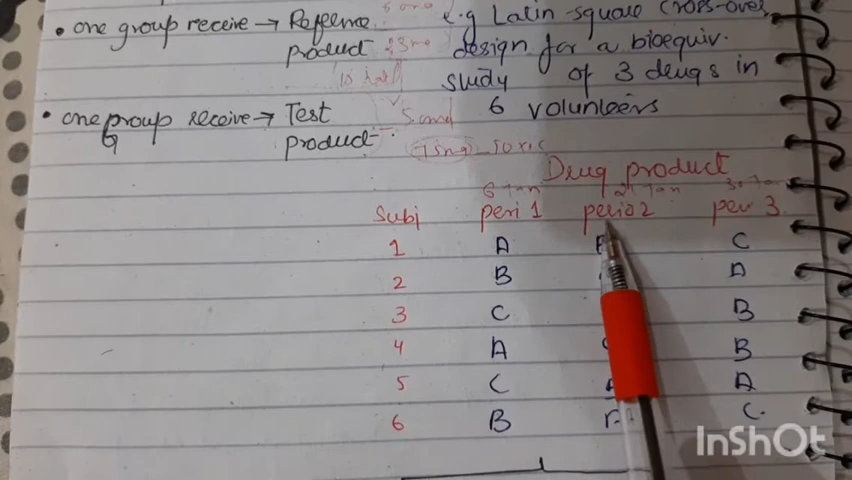 e.g Latin-square Cross-over
• one group receive → Refeence
product
design for a bioequiv.
study of 3 drugs in
6 volunteers
• one group receive → Test
product
Drug product
Subj peri 1 perio 2 per 3
1 A C
2 B A
3 C B
4 A B
5 C A
6 B C.
InShOt